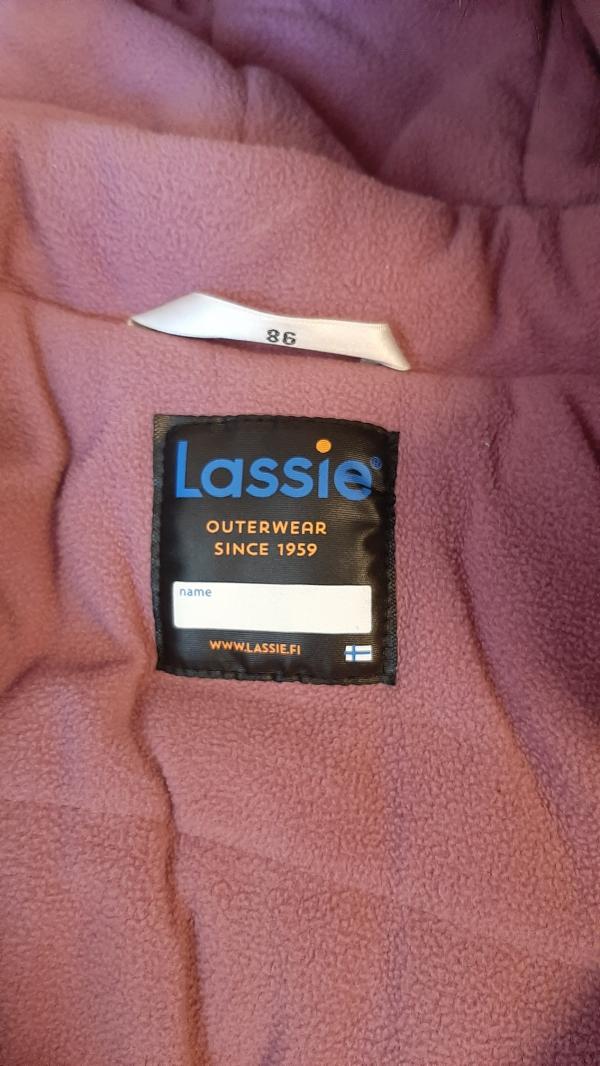 86
Lassie®
OUTERWEAR
SINCE 1959
name
WWW.LASSIE.FI